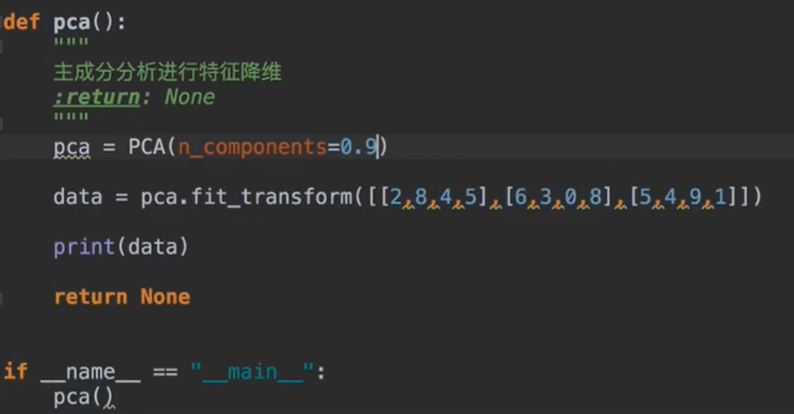 def pca():
"""
主成分分析进行特征降维
:return: None
"""
pca = PCA(n_components=0.9)
data = pca.fit_transform([[2,8,4,5],[6,3,0,8],[5,4,9,1]])
print(data)
return None
if __name__ == "__main__":
pca()